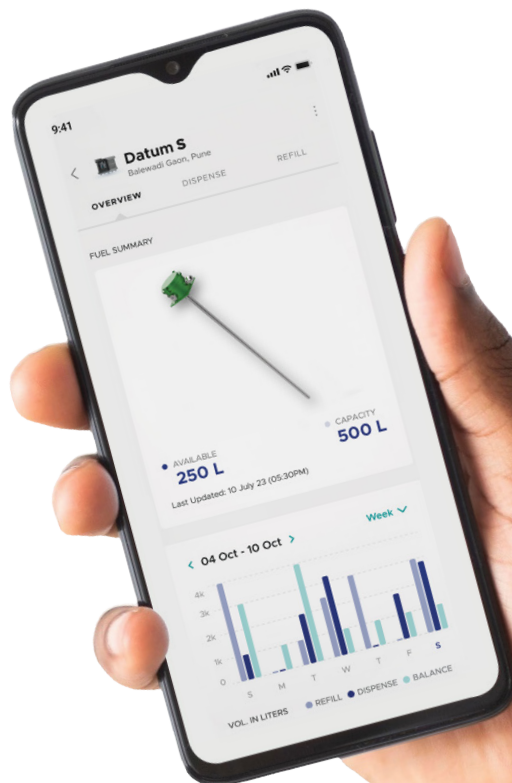 9:41
Datum S
Balewadi Gaon, Pune
OVERVIEW DISPENSE REFILL
FUEL SUMMARY
AVAILABLE
250 L
CAPACITY
500 L
Last Updated: 10 July 23 (05:30PM)
04 Oct - 10 Oct
Week
4k
3k
2k
1k
0
S M T W T F S
VOL. IN LITERS REFILL DISPENSE BALANCE